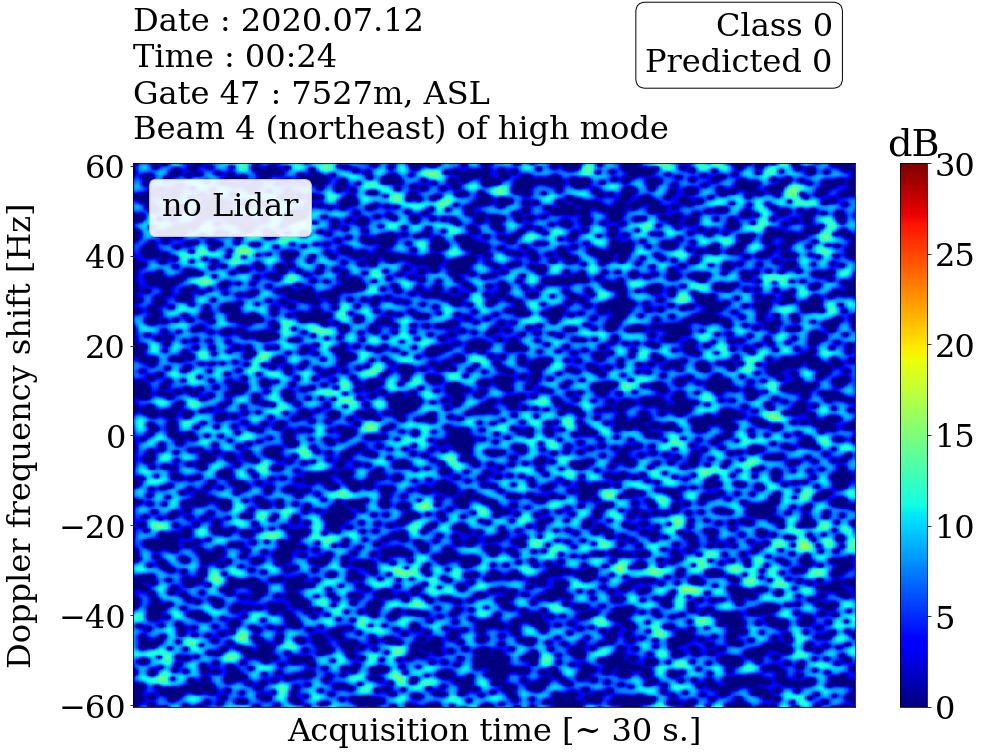 Date : 2020.07.12
Time : 00:24
Gate 47 : 7527m, ASL
Beam 4 (northeast) of high mode
Class 0
Predicted 0
dB
no Lidar
Doppler frequency shift [Hz]
60
40
20
0
−20
−40
−60
Acquisition time [~ 30 s.]
30
25
20
15
10
5
0